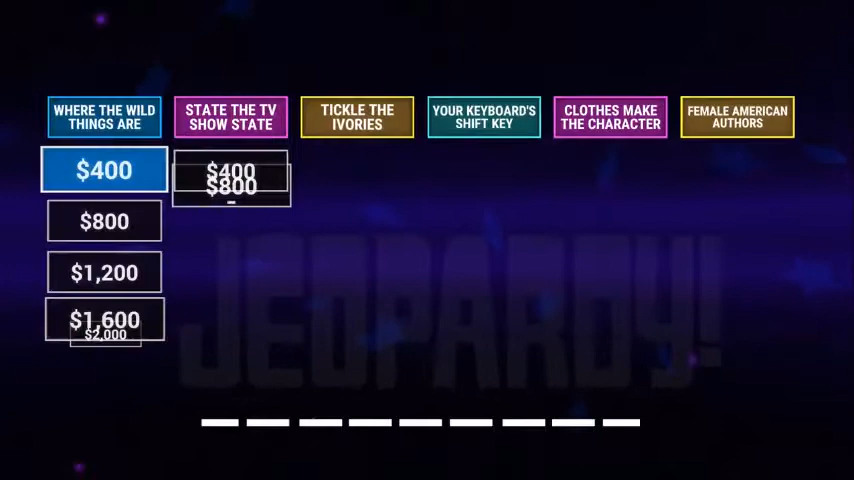 WHERE THE WILD
THINGS ARE
STATE THE TV
SHOW STATE
TICKLE THE
IVORIES
YOUR KEYBOARD'S
SHIFT KEY
CLOTHES MAKE
THE CHARACTER
FEMALE AMERICAN
AUTHORS
$400
$400
$800
$800
$1,200
$1,600
$2,000
JEOPARDY!